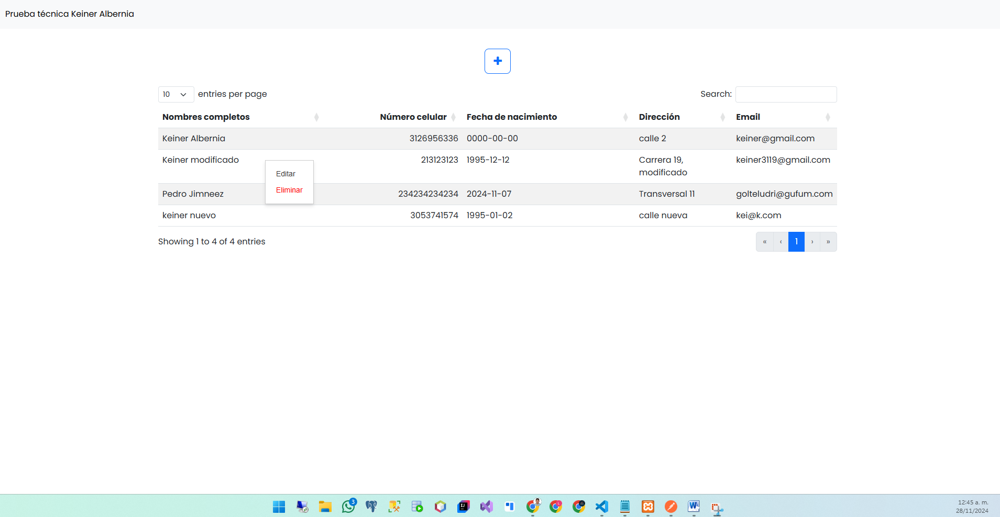 Prueba técnica Keiner Albernia
10 entries per page Search:
Nombres completos Número celular Fecha de nacimiento Dirección Email
Keiner Albernia 3126956336 0000-00-00 calle 2 keiner@gmail.com
Keiner modificado 213123123 1995-12-12 Carrera 19, keiner3119@gmail.com
modificado
Editar
Eliminar
Pedro Jimneez 234234234234 2024-11-07 Transversal 11 golteludri@gufum.com
keiner nuevo 3053741574 1995-01-02 calle nueva kei@k.com
Showing 1 to 4 of 4 entries « ‹ 1 › »
3
12:45 a. m.
28/11/2024